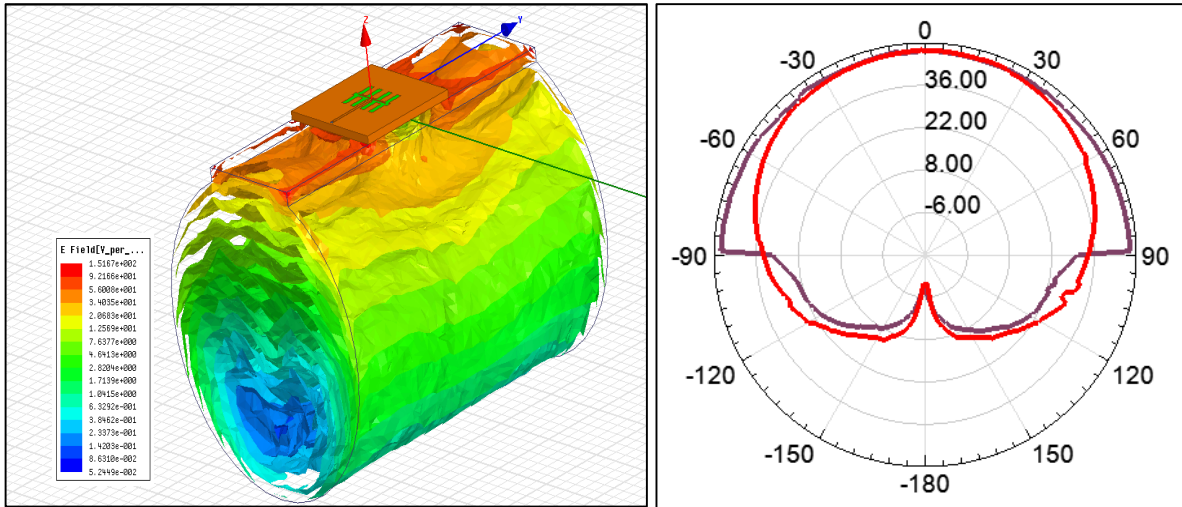 Z
Y
E Field[V_per_...
1.5167e+002
9.2166e+001
5.6008e+001
3.4035e+001
2.0683e+001
1.2569e+001
7.6377e+000
4.6413e+000
2.8204e+000
1.7139e+000
1.0415e+000
6.3292e-001
3.8462e-001
2.3373e-001
1.4203e-001
8.6310e-002
5.2449e-002
0
-30
30
36.00
-60
60
22.00
8.00
-6.00
-90
90
-120
120
-150
150
-180